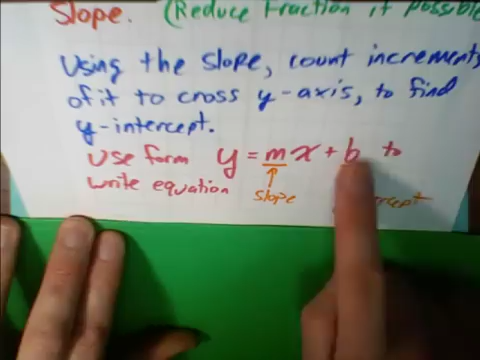 Slope. (Reduce Fraction if possible
Using the slope, count increments
of it to cross y-axis, to find
y-intercept.
Use form y = mx + b to
write equation
slope